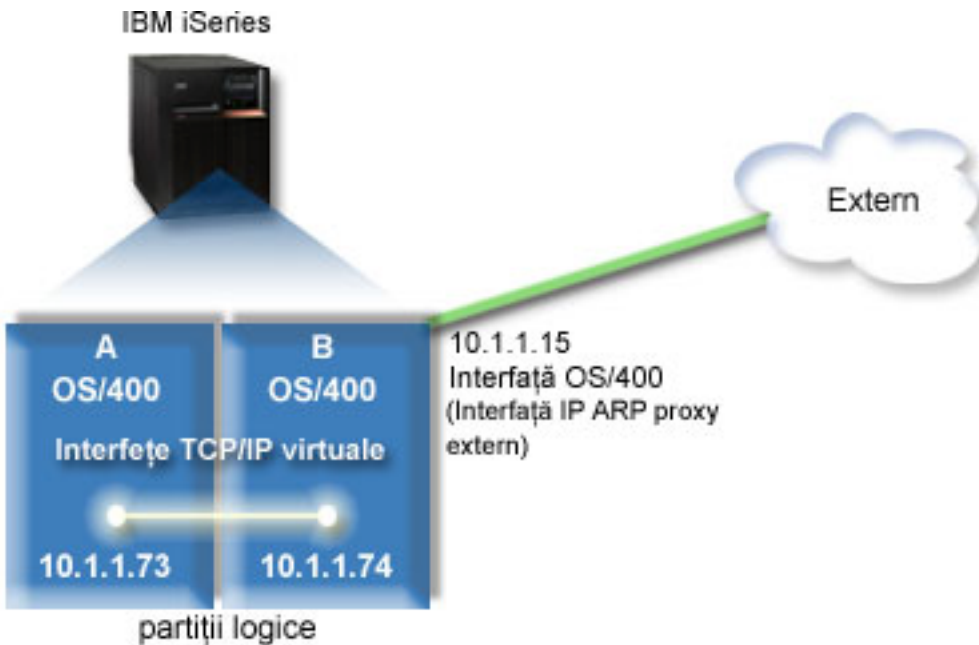 IBM iSeries
Extern
A
OS/400
B
OS/400
10.1.1.15
Interfață OS/400
(Interfață IP ARP proxy
extern)
Interfețe TCP/IP virtuale
10.1.1.73
10.1.1.74
partiții logice